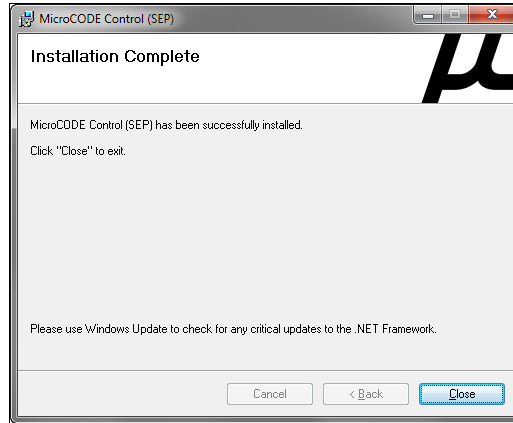 MicroCODE Control (SEP)
Installation Complete
µ
MicroCODE Control (SEP) has been successfully installed.
Click "Close" to exit.
Please use Windows Update to check for any critical updates to the .NET Framework.
Cancel
< Back
Close